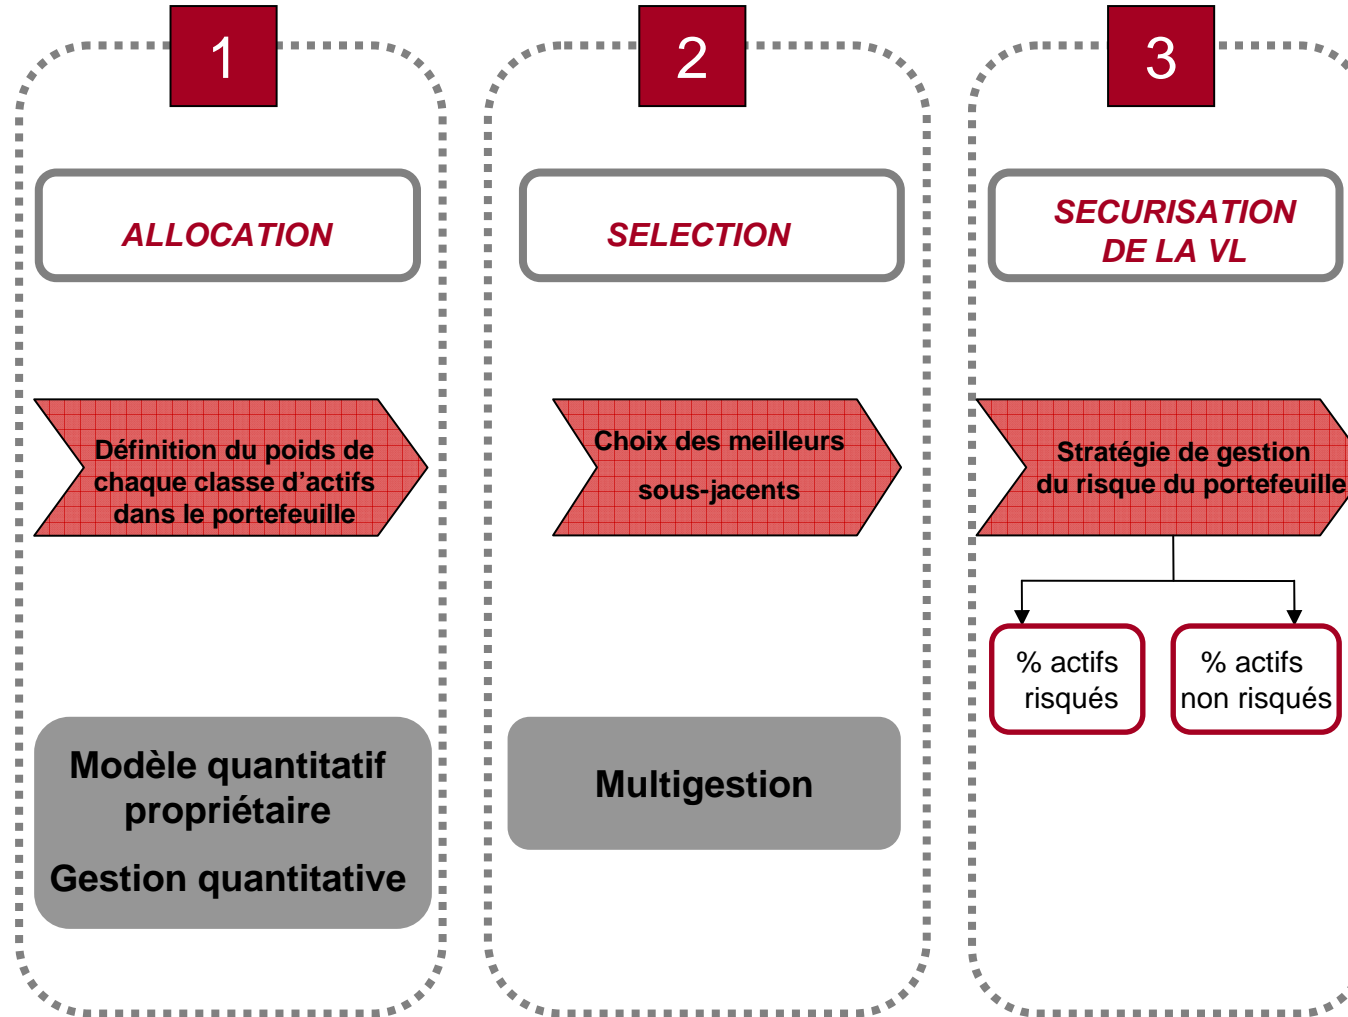 1
ALLOCATION
Définition du poids de
chaque classe d’actifs
dans le portefeuille
Modèle quantitatif
propriétaire
Gestion quantitative
2
SELECTION
Choix des meilleurs
sous-jacents
Multigestion
3
SECURISATION
DE LA VL
Stratégie de gestion
du risque du portefeuille
% actifs
risqués
% actifs
non risqués